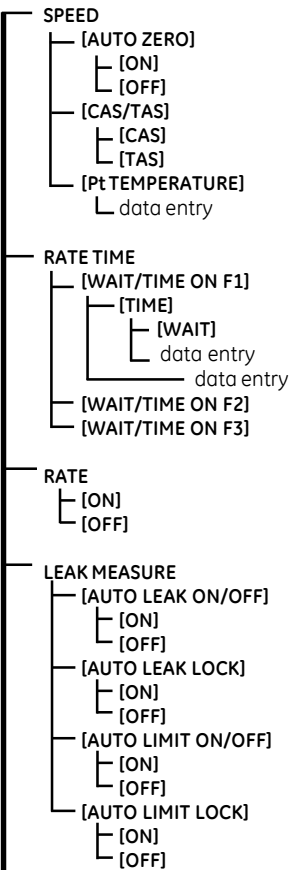 SPEED
[AUTO ZERO]
[ON]
[OFF]
[CAS/TAS]
[CAS]
[TAS]
[Pt TEMPERATURE]
data entry
RATE TIME
[WAIT/TIME ON F1]
[TIME]
[WAIT]
data entry
data entry
[WAIT/TIME ON F2]
[WAIT/TIME ON F3]
RATE
[ON]
[OFF]
LEAK MEASURE
[AUTO LEAK ON/OFF]
[ON]
[OFF]
[AUTO LEAK LOCK]
[ON]
[OFF]
[AUTO LIMIT ON/OFF]
[ON]
[OFF]
[AUTO LIMIT LOCK]
[ON]
[OFF]